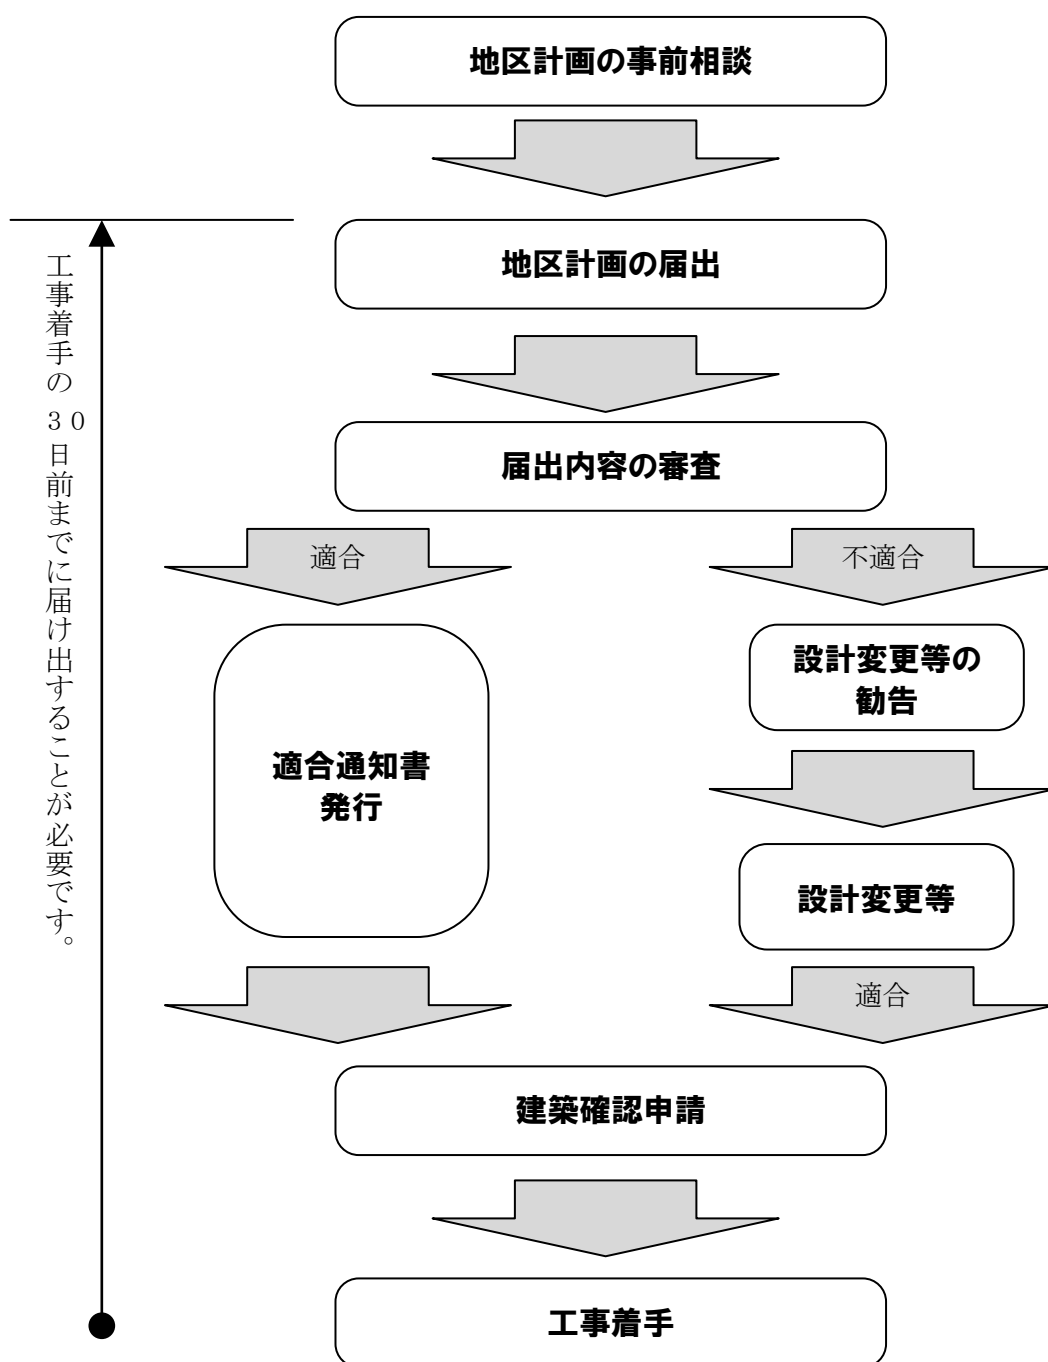 地区計画の事前相談
地区計画の届出
工事着手の30日前までに届け出することが必要です。
届出内容の審査
適合
不適合
適合通知書
発行
設計変更等の
勧告
設計変更等
適合
建築確認申請
工事着手